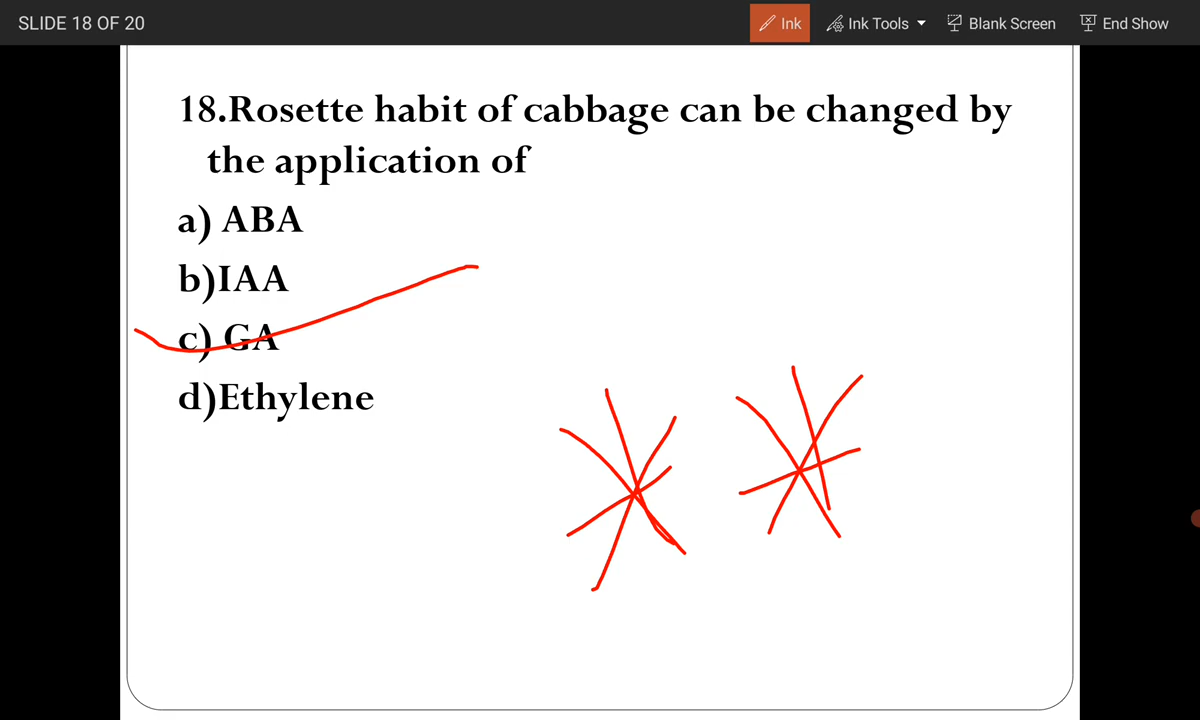 SLIDE 18 OF 20 Ink Ink Tools Blank Screen End Show
18.Rosette habit of cabbage can be changed by
the application of
a) ABA
b)IAA
c) GA
d)Ethylene